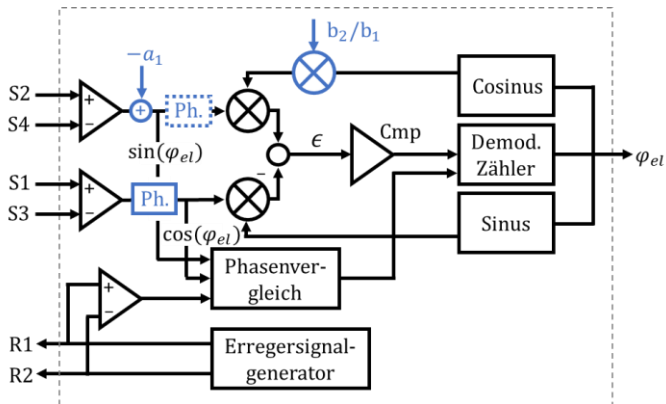 b₂/b₁
−a₁
S2
+
+
Ph.
Cosinus
S4
−
Cmp
sin(φₑₗ)
ϵ
Demod.
Zähler
φₑₗ
S1
+
Ph.
−
S3
−
Sinus
cos(φₑₗ)
Phasenver-
gleich
+
−
R1
Erregersignal-
generator
R2